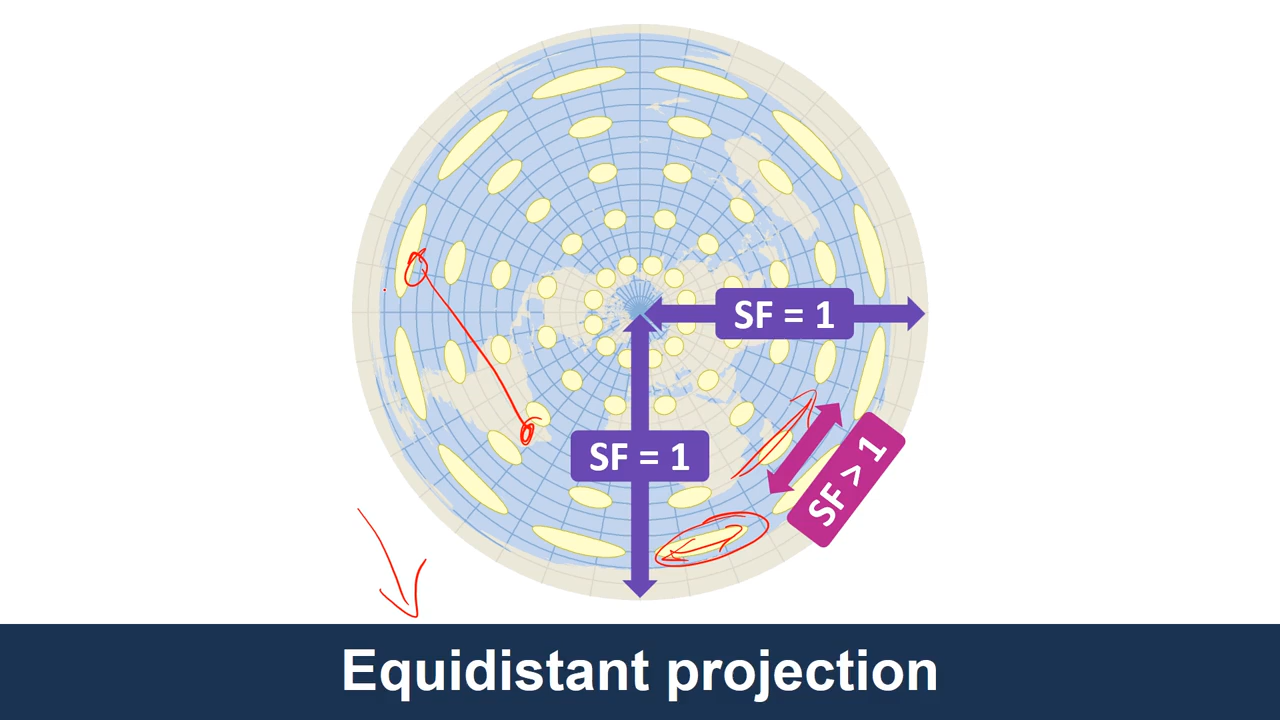 SF = 1
SF = 1
SF > 1
Equidistant projection